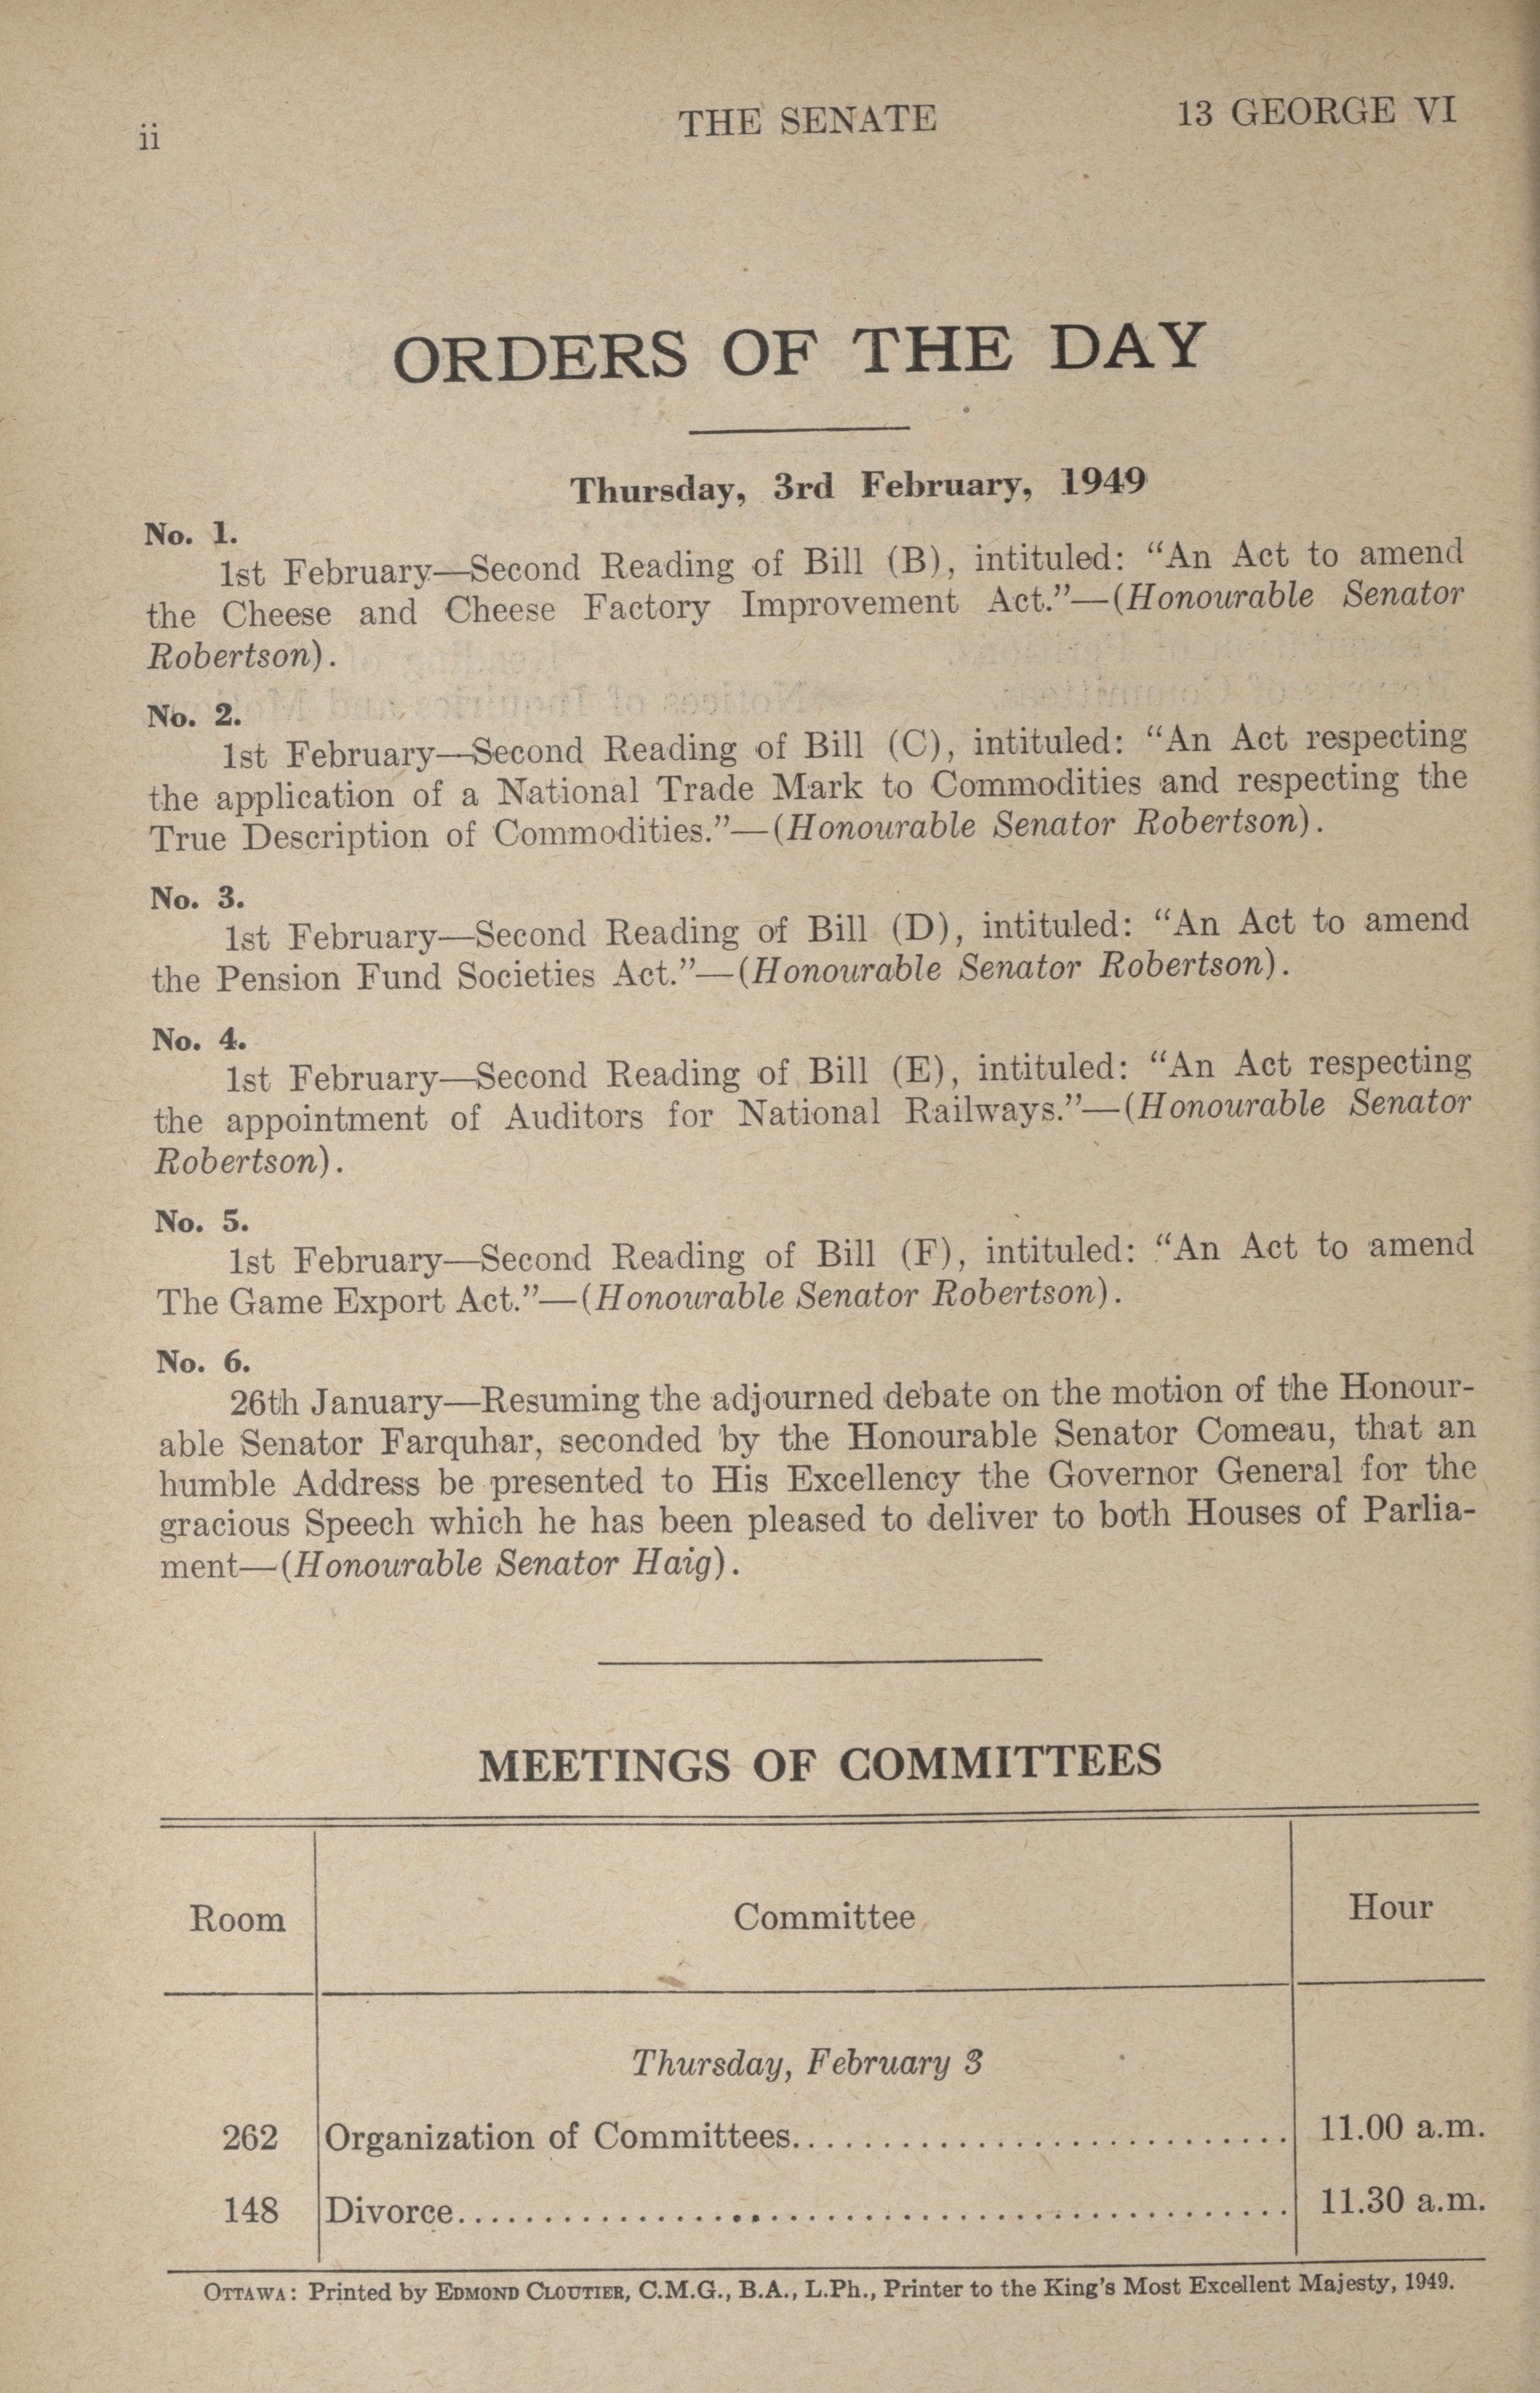 ii THE SENATE 13 GEORGE VI
ORDERS OF THE DAY
Thursday, 3rd February, 1949
No. 1.
1st February—Second Reading of Bill (B), intituled: “An Act to amend
the Cheese and Cheese Factory Improvement Act.”—(Honourable Senator
Robertson).
No. 2.
1st February—Second Reading of Bill (C), intituled: “An Act respecting
the application of a National Trade Mark to Commodities and respecting the
True Description of Commodities.”—(Honourable Senator Robertson).
No. 3.
1st February—Second Reading of Bill (D), intituled: “An Act to amend
the Pension Fund Societies Act.”—(Honourable Senator Robertson).
No. 4.
1st February—Second Reading of Bill (E), intituled: “An Act respecting
the appointment of Auditors for National Railways.”—(Honourable Senator
Robertson).
No. 5.
1st February—Second Reading of Bill (F), intituled: “An Act to amend
The Game Export Act.”—(Honourable Senator Robertson).
No. 6.
26th January—Resuming the adjourned debate on the motion of the Honour-
able Senator Farquhar, seconded by the Honourable Senator Comeau, that an
humble Address be presented to His Excellency the Governor General for the
gracious Speech which he has been pleased to deliver to both Houses of Parlia-
ment—(Honourable Senator Haig).
MEETINGS OF COMMITTEES
Room Committee Hour
Thursday, February 3
262 Organization of Committees............................ 11.00 a.m.
148 Divorce............................................... 11.30 a.m.
OTTAWA: Printed by EDMOND CLOUTIER, C.M.G., B.A., L.Ph., Printer to the King’s Most Excellent Majesty, 1949.